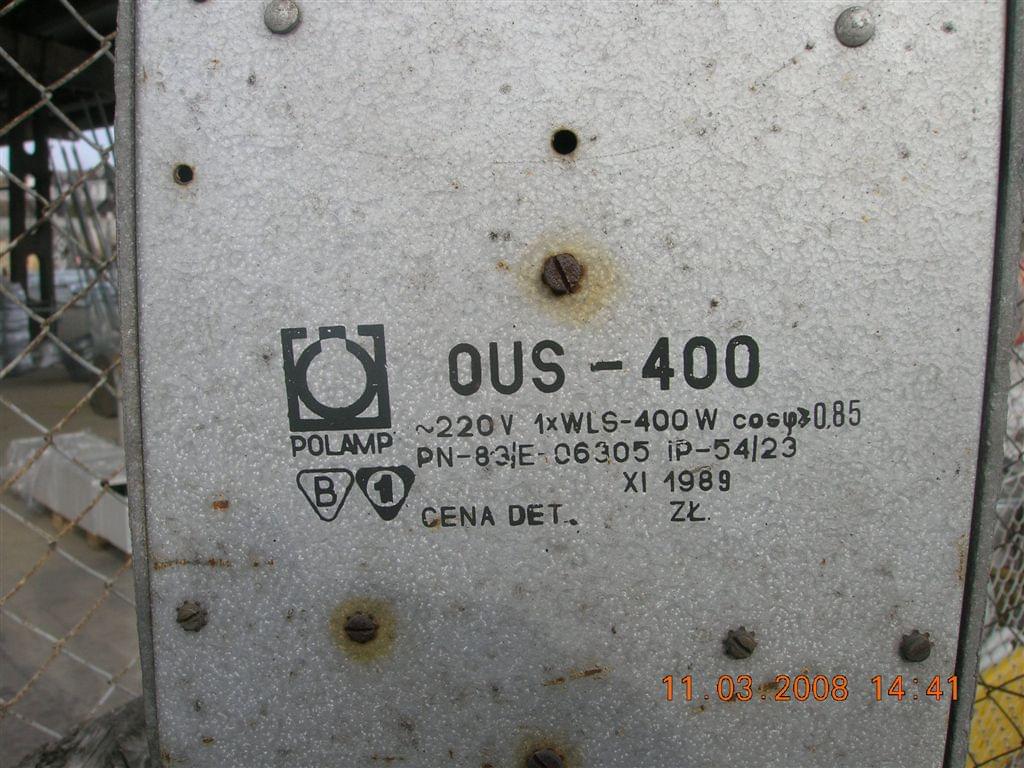 OUS - 400
POLAMP
~220V 1xWLS-400W cosφ≥0,85
PN-83/E-06305 IP-54/23
B 1
XI 1989
CENA DET. ZŁ.
11.03.2008 14:41